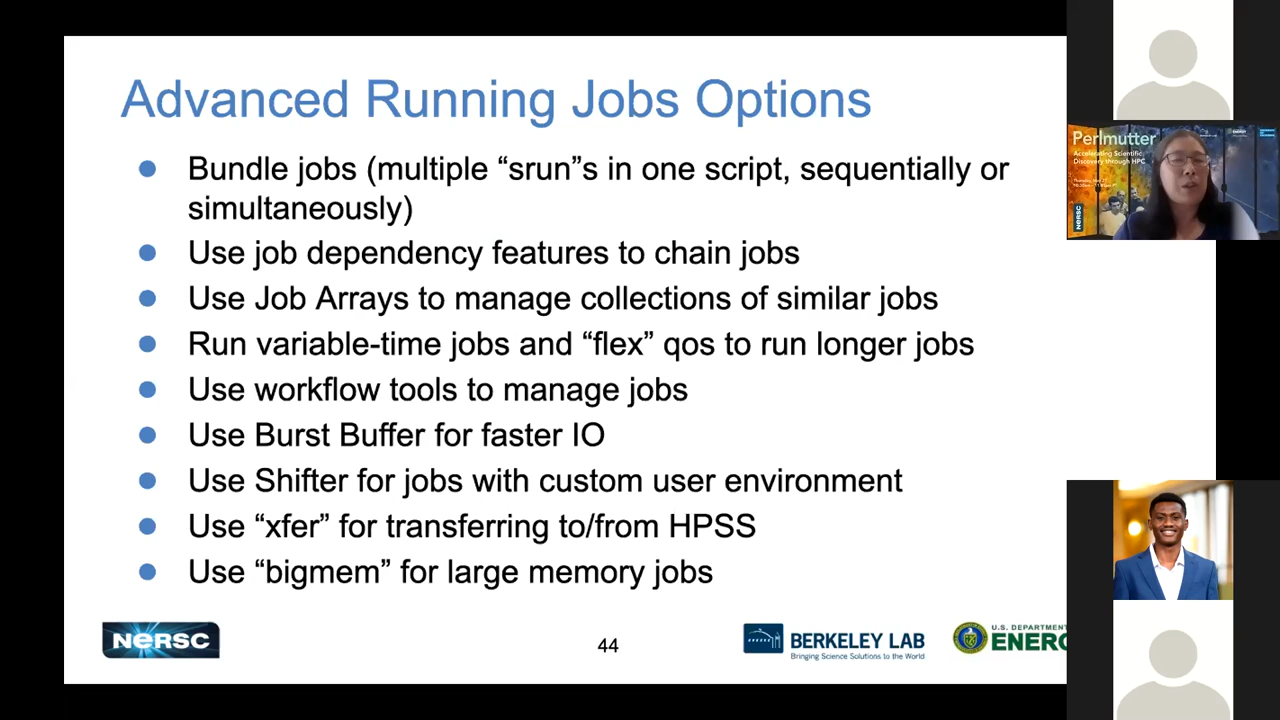 Advanced Running Jobs Options
Bundle jobs (multiple “srun”s in one script, sequentially or
simultaneously)
Use job dependency features to chain jobs
Use Job Arrays to manage collections of similar jobs
Run variable-time jobs and “flex” qos to run longer jobs
Use workflow tools to manage jobs
Use Burst Buffer for faster IO
Use Shifter for jobs with custom user environment
Use “xfer” for transferring to/from HPSS
Use “bigmem” for large memory jobs
NERSC
44
BERKELEY LAB
Bringing Science Solutions to the World
U.S. DEPARTMENT
ENERG
Perlmutter
Accelerating Scientific
Discovery through HPC
NERSC